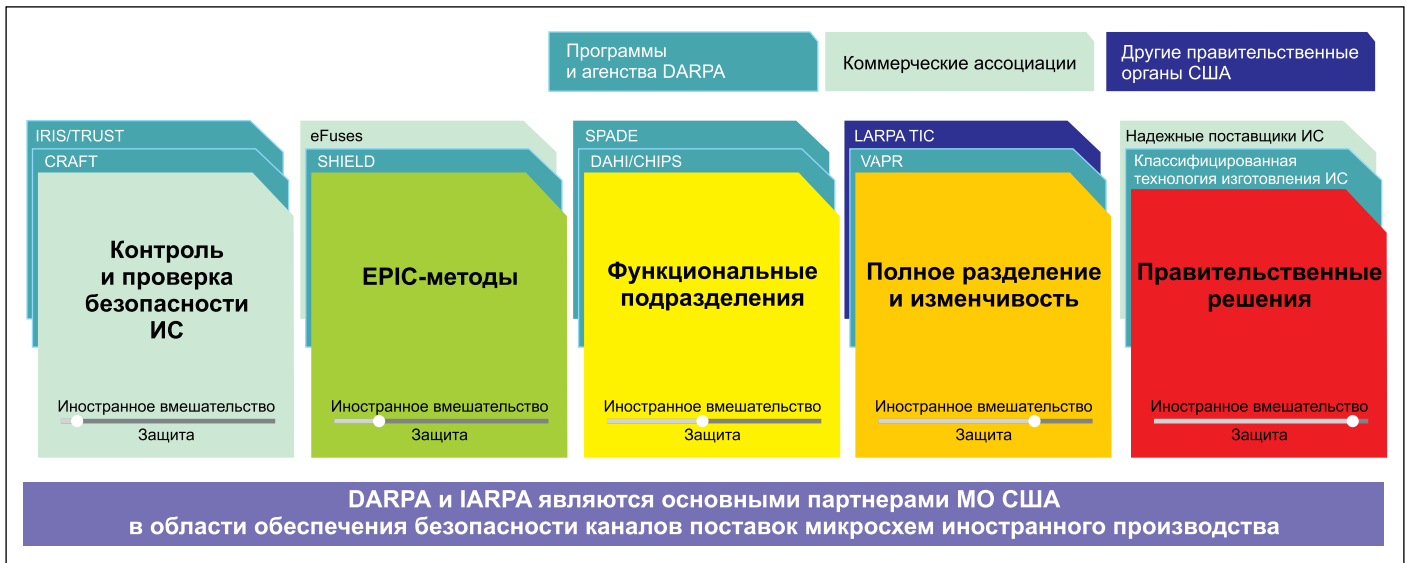 Программы
и агенства DARPA
Коммерческие ассоциации
Другие правительственные
органы США
IRIS/TRUST
CRAFT
Контроль
и проверка
безопасности
ИС
Иностранное вмешательство
Защита
eFuses
SHIELD
EPIC-методы
Иностранное вмешательство
Защита
SPADE
DAHI/CHIPS
Функциональные
подразделения
Иностранное вмешательство
Защита
LARPA TIC
VAPR
Полное разделение
и изменчивость
Иностранное вмешательство
Защита
Надежные поставщики ИС
Классифицированная
технология изготовления ИС
Правительственные
решения
Иностранное вмешательство
Защита
DARPA и IARPA являются основными партнерами МО США
в области обеспечения безопасности каналов поставок микросхем иностранного производства